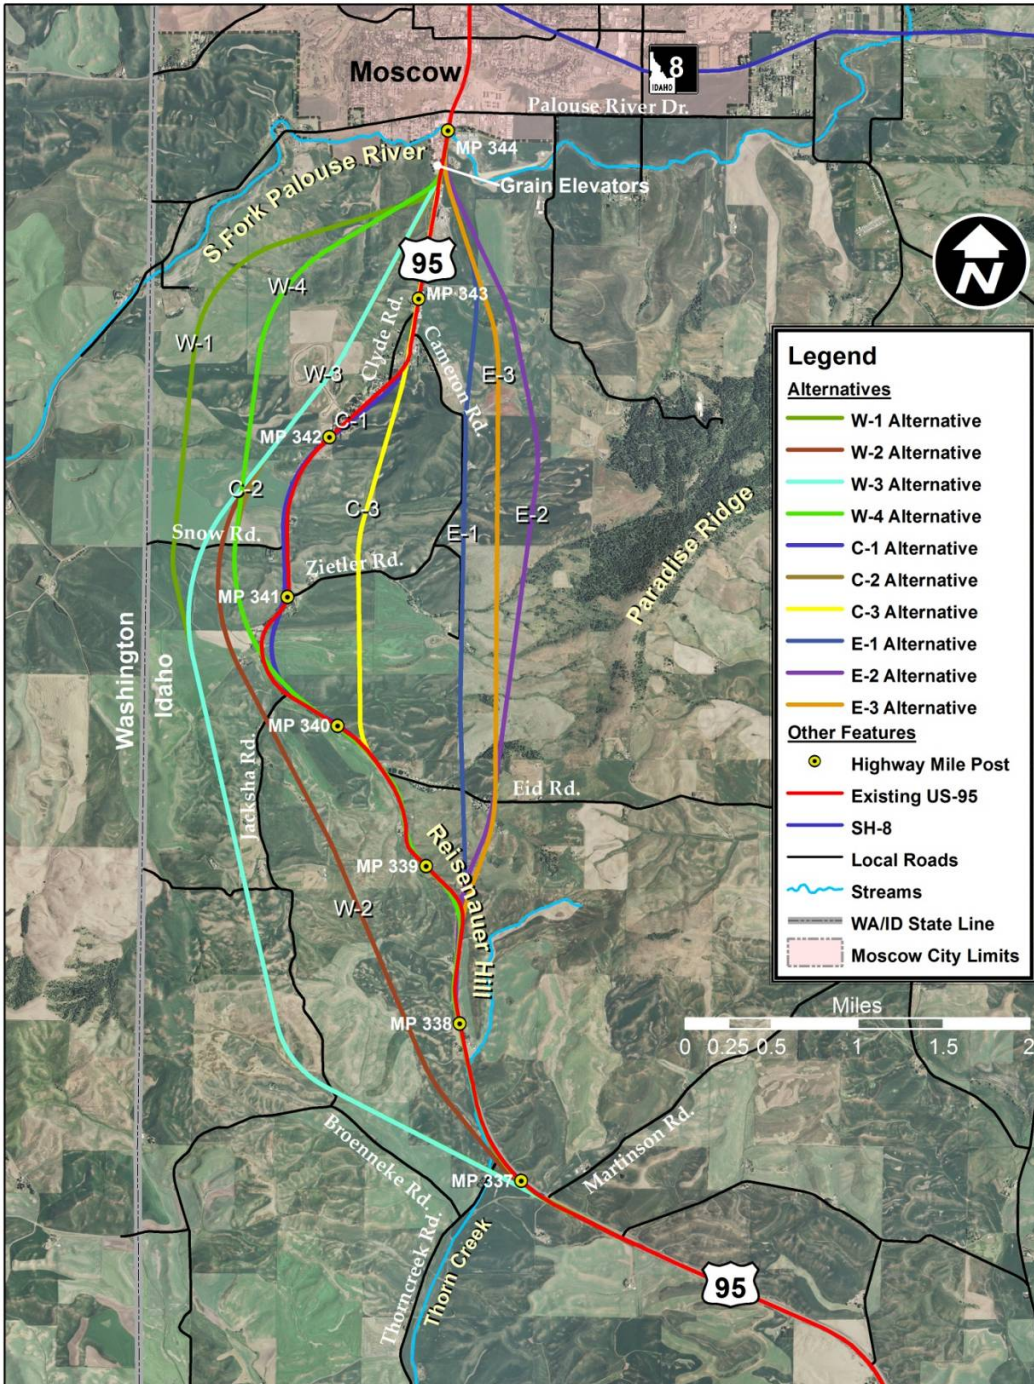 Moscow
8
IDAHO
Palouse River Dr.
MP 344
S.Fork Palouse River
Grain Elevators
W-4
95
MP 343
N
W-1
Clyde Rd.
Cameron Rd.
W-3
E-3
C-1
MP 342
C-2
C-3
E-2
E-1
Snow Rd.
Zietler Rd.
MP 341
Paradise Ridge
Washington
Idaho
MP 340
Jacksha Rd.
Eid Rd.
MP 339
Reisenauer Hill
W-2
MP 338
Broenneke Rd.
MP 337
Martinson Rd.
Thorncreek Rd.
Thorn Creek
95
Legend
Alternatives
W-1 Alternative
W-2 Alternative
W-3 Alternative
W-4 Alternative
C-1 Alternative
C-2 Alternative
C-3 Alternative
E-1 Alternative
E-2 Alternative
E-3 Alternative
Other Features
Highway Mile Post
Existing US-95
SH-8
Local Roads
Streams
WA/ID State Line
Moscow City Limits
Miles
0 0.25 0.5 1 1.5 2